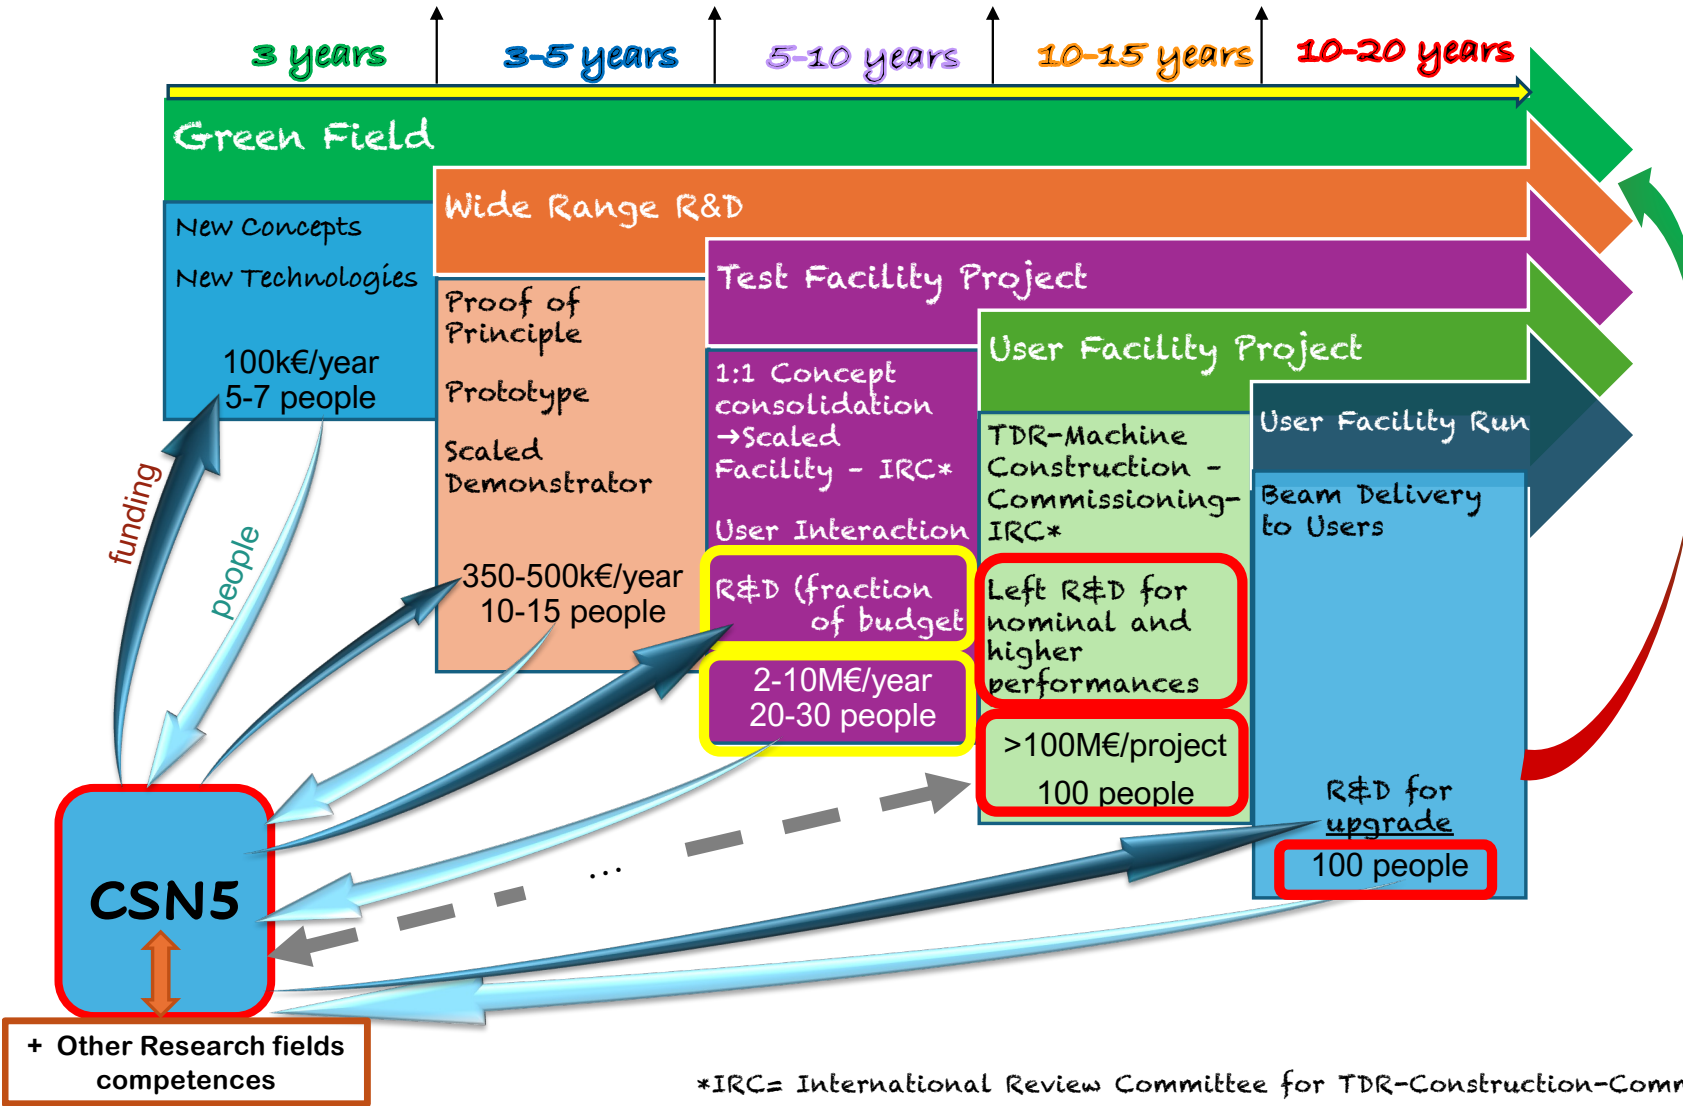 3 years
3-5 years
5-10 years
10-15 years
10-20 years
Green Field
New Concepts
New Technologies
100k€/year
5-7 people
Wide Range R&D
Proof of
Principle
Prototype
Scaled
Demonstrator
350-500k€/year
10-15 people
Test Facility Project
1:1 Concept
consolidation
→Scaled
Facility - IRC*
User Interaction
R&D (fraction
of budget
2-10M€/year
20-30 people
User Facility Project
TDR-Machine
Construction -
Commissioning-
IRC*
Left R&D for
nominal and
higher
performances
>100M€/project
100 people
User Facility Run
Beam Delivery
to Users
R&D for
upgrade
100 people
funding
people
...
CSN5
+ Other Research fields
competences
*IRC= International Review Committee for TDR-Construction-Comm